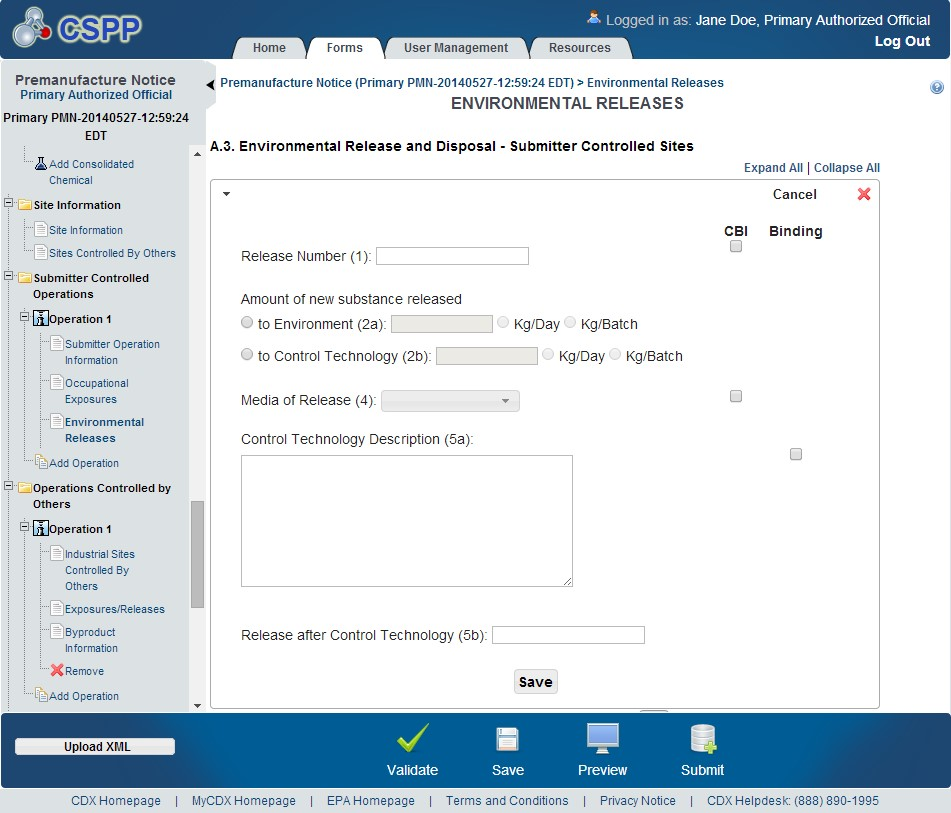 CSPP
Logged in as: Jane Doe, Primary Authorized Official
Log Out
Home
Forms
User Management
Resources
Premanufacture Notice
Primary Authorized Official
Primary PMN-20140527-12:59:24
EDT
Add Consolidated
Chemical
Site Information
Site Information
Sites Controlled By Others
Submitter Controlled
Operations
Operation 1
Submitter Operation
Information
Occupational
Exposures
Environmental
Releases
Add Operation
Operations Controlled by
Others
Operation 1
Industrial Sites
Controlled By
Others
Exposures/Releases
Byproduct
Information
Remove
Add Operation
Premanufacture Notice (Primary PMN-20140527-12:59:24 EDT) > Environmental Releases
ENVIRONMENTAL RELEASES
A.3. Environmental Release and Disposal - Submitter Controlled Sites
Expand All | Collapse All
Cancel
CBI Binding
Release Number (1):
Amount of new substance released
to Environment (2a): Kg/Day Kg/Batch
to Control Technology (2b): Kg/Day Kg/Batch
Media of Release (4):
Control Technology Description (5a):
Release after Control Technology (5b):
Save
Upload XML
Validate
Save
Preview
Submit
CDX Homepage | MyCDX Homepage | EPA Homepage | Terms and Conditions | Privacy Notice | CDX Helpdesk: (888) 890-1995